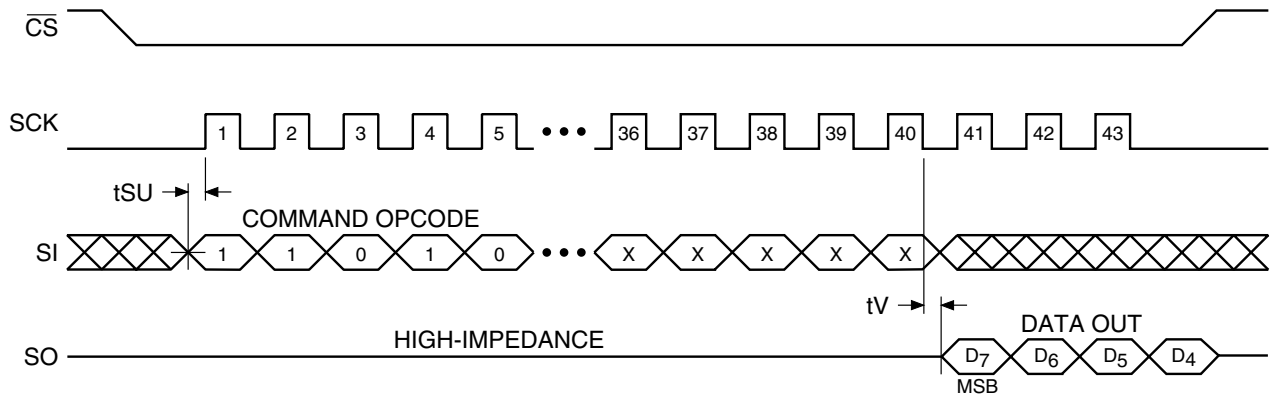 CS
SCK 1 2 3 4 5 ••• 36 37 38 39 40 41 42 43
tSU
COMMAND OPCODE
SI 1 1 0 1 0 ••• X X X X X
tV
HIGH-IMPEDANCE DATA OUT
SO D7 D6 D5 D4
MSB